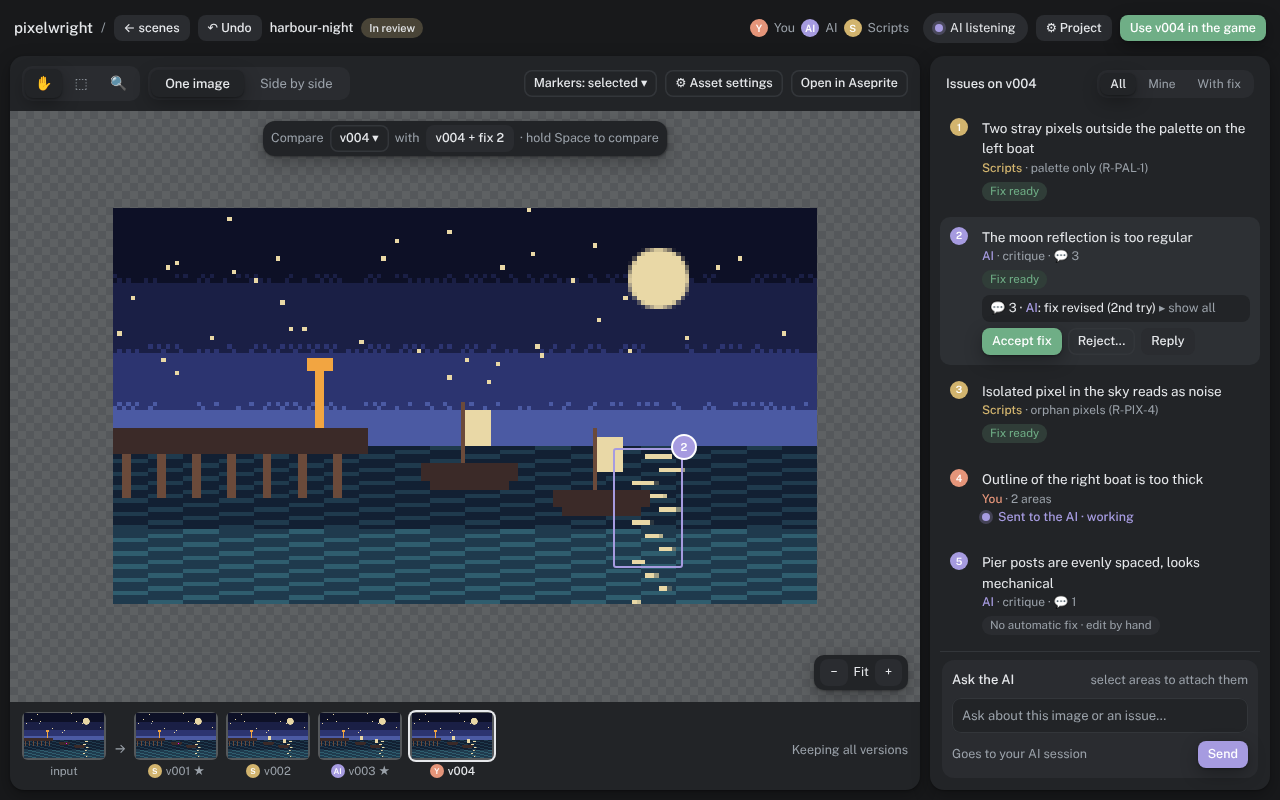 pixelwright / ← scenes ↶ Undo harbour-night In review Y You AI AI S Scripts AI listening ⚙ Project Use v004 in the game
One image Side by side Markers: selected ▾ ⚙ Asset settings Open in Aseprite
Compare v004 ▾ with v004 + fix 2 · hold Space to compare
2
− Fit +
input → S v001 ★ S v002 AI v003 ★ Y v004
Keeping all versions
Issues on v004 All Mine With fix
1 Two stray pixels outside the palette on the
left boat
Scripts · palette only (R-PAL-1)
Fix ready
2 The moon reflection is too regular
AI · critique · 💬 3
Fix ready
💬 3 · AI: fix revised (2nd try) ▸ show all
Accept fix Reject... Reply
3 Isolated pixel in the sky reads as noise
Scripts · orphan pixels (R-PIX-4)
Fix ready
4 Outline of the right boat is too thick
You · 2 areas
Sent to the AI · working
5 Pier posts are evenly spaced, looks
mechanical
AI · critique · 💬 1
No automatic fix · edit by hand
Ask the AI select areas to attach them
Ask about this image or an issue...
Goes to your AI session Send